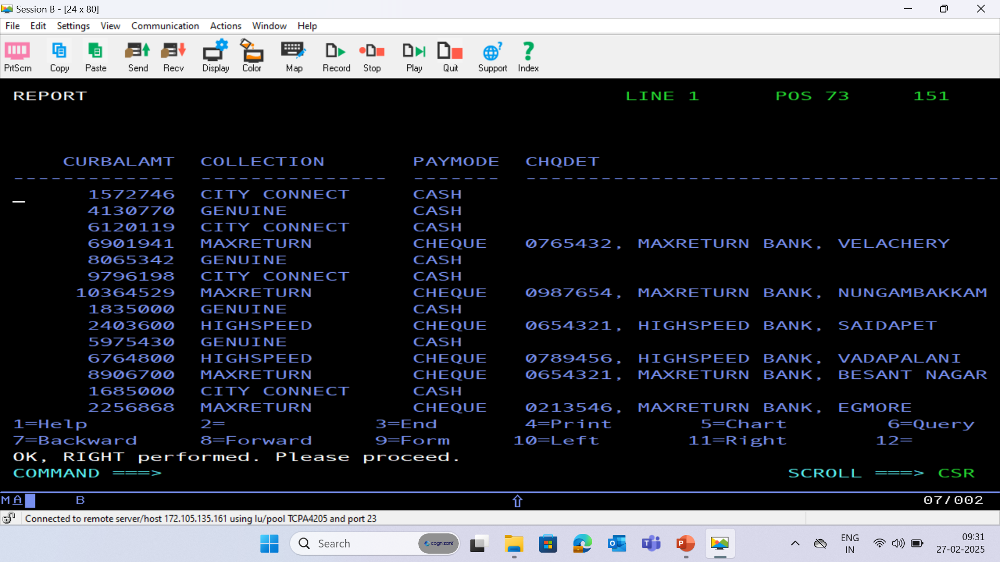 Session B - [24 x 80]
File Edit Settings View Communication Actions Window Help
PrtScrn Copy Paste Send Recv Display Color Map Record Stop Play Quit Support Index
REPORT LINE 1 POS 73 151
CURBALAMT COLLECTION PAYMODE CHQDET
------------- --------------- ------- --------------------------------------
1572746 CITY CONNECT CASH
4130770 GENUINE CASH
6120119 CITY CONNECT CASH
6901941 MAXRETURN CHEQUE 0765432, MAXRETURN BANK, VELACHERY
8065342 GENUINE CASH
9796198 CITY CONNECT CASH
10364529 MAXRETURN CHEQUE 0987654, MAXRETURN BANK, NUNGAMBAKKAM
1835000 GENUINE CASH
2403600 HIGHSPEED CHEQUE 0654321, HIGHSPEED BANK, SAIDAPET
5975430 GENUINE CASH
6764800 HIGHSPEED CHEQUE 0789456, HIGHSPEED BANK, VADAPALANI
8906700 MAXRETURN CHEQUE 0654321, MAXRETURN BANK, BESANT NAGAR
1685000 CITY CONNECT CASH
2256868 MAXRETURN CHEQUE 0213546, MAXRETURN BANK, EGMORE
1=Help 2= 3=End 4=Print 5=Chart 6=Query
7=Backward 8=Forward 9=Form 10=Left 11=Right 12=
OK, RIGHT performed. Please proceed.
COMMAND ===> SCROLL ===> CSR
MA B 07/002
Connected to remote server/host 172.105.135.161 using lu/pool TCPA4205 and port 23
Search cognizant ENG 09:31
IN 27-02-2025